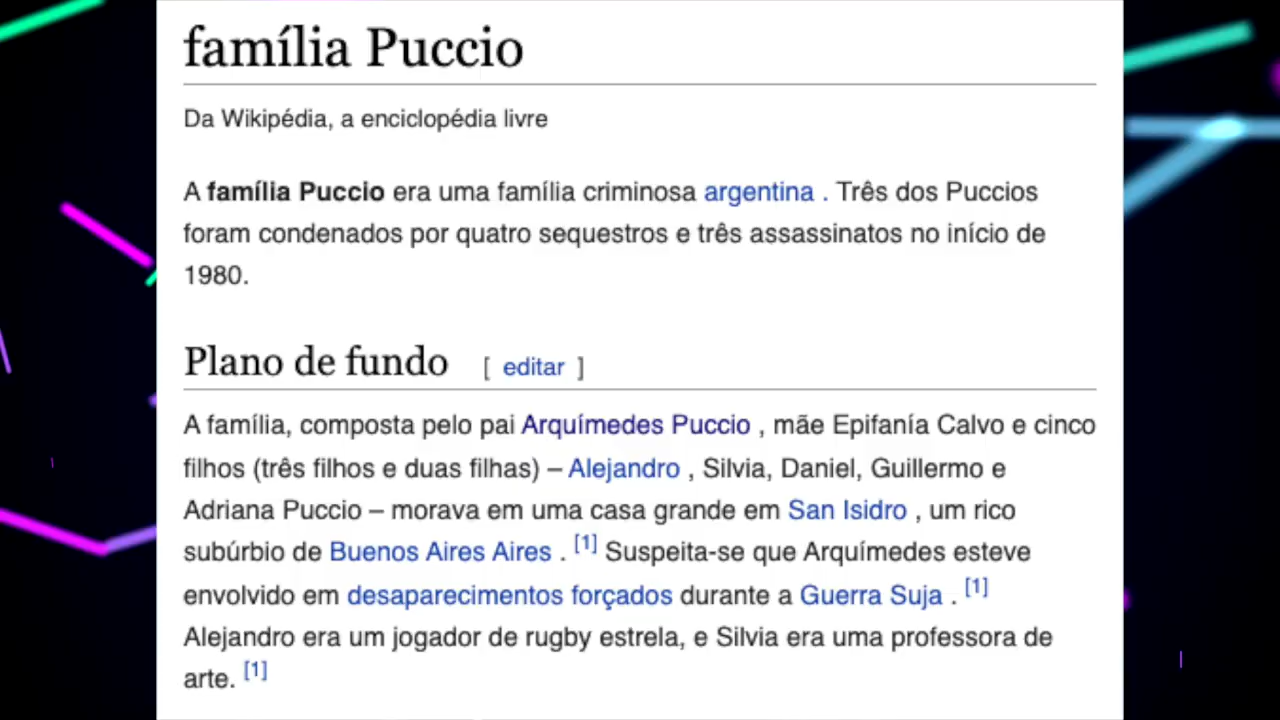 família Puccio
Da Wikipédia, a enciclopédia livre
A família Puccio era uma família criminosa argentina . Três dos Puccios
foram condenados por quatro sequestros e três assassinatos no início de
1980.
Plano de fundo [ editar ]
A família, composta pelo pai Arquímedes Puccio , mãe Epifanía Calvo e cinco
filhos (três filhos e duas filhas) – Alejandro , Silvia, Daniel, Guillermo e
Adriana Puccio – morava em uma casa grande em San Isidro , um rico
subúrbio de Buenos Aires Aires . [1] Suspeita-se que Arquímedes esteve
envolvido em desaparecimentos forçados durante a Guerra Suja . [1]
Alejandro era um jogador de rugby estrela, e Silvia era uma professora de
arte. [1]